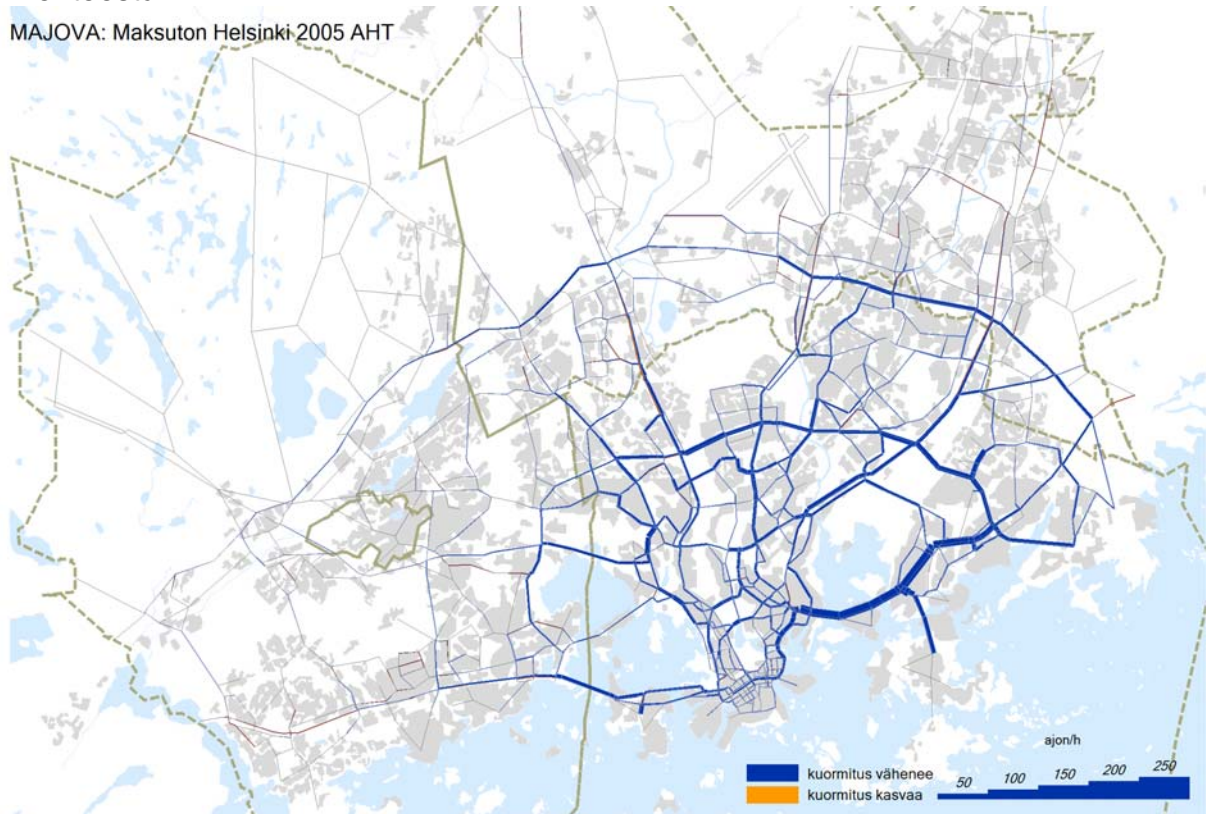 MAJOVA: Maksuton Helsinki 2005 AHT
ajon/h
50 100 150 200 250
kuormitus vähenee
kuormitus kasvaa